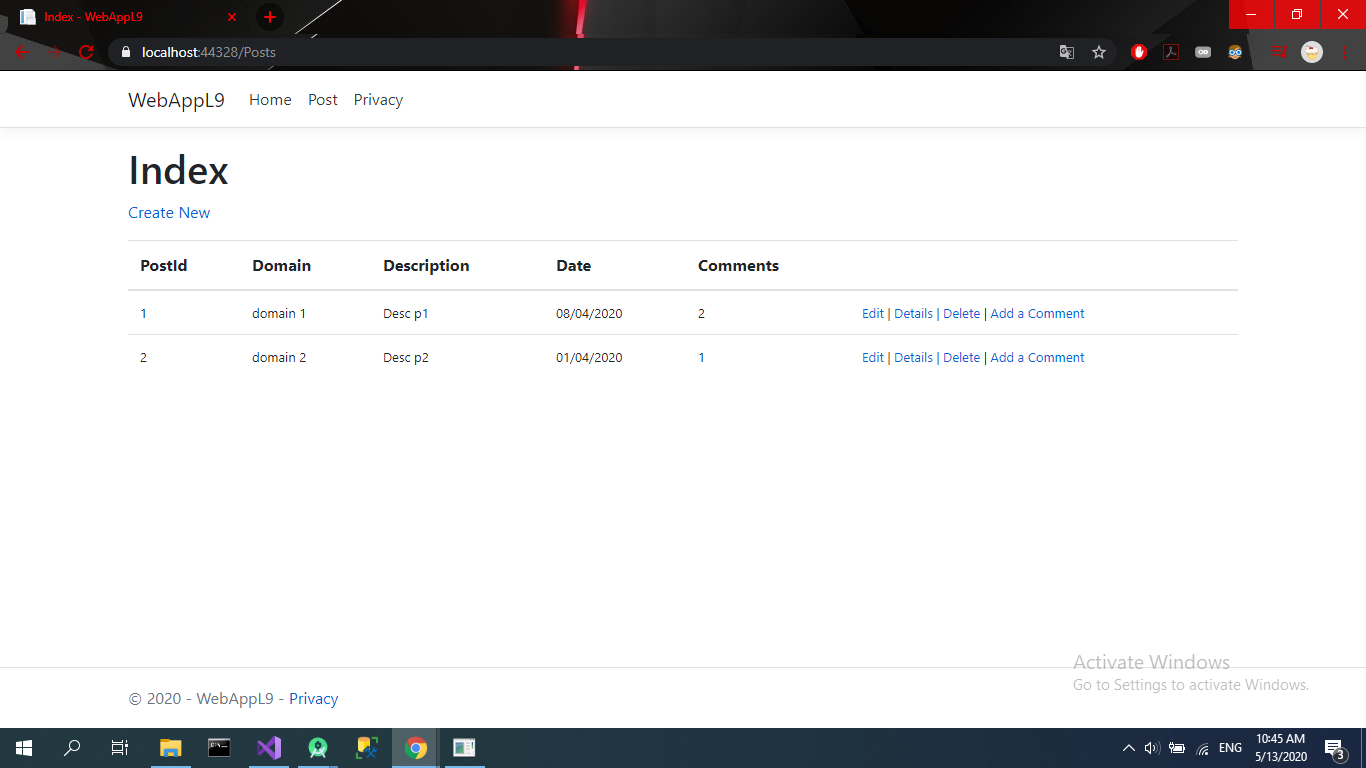 Index - WebAppL9
localhost:44328/Posts
WebAppL9 Home Post Privacy
Index
Create New
PostId Domain Description Date Comments
1 domain 1 Desc p1 08/04/2020 2 Edit | Details | Delete | Add a Comment
2 domain 2 Desc p2 01/04/2020 1 Edit | Details | Delete | Add a Comment
Activate Windows
Go to Settings to activate Windows.
© 2020 - WebAppL9 - Privacy
ENG
10:45 AM
5/13/2020
3